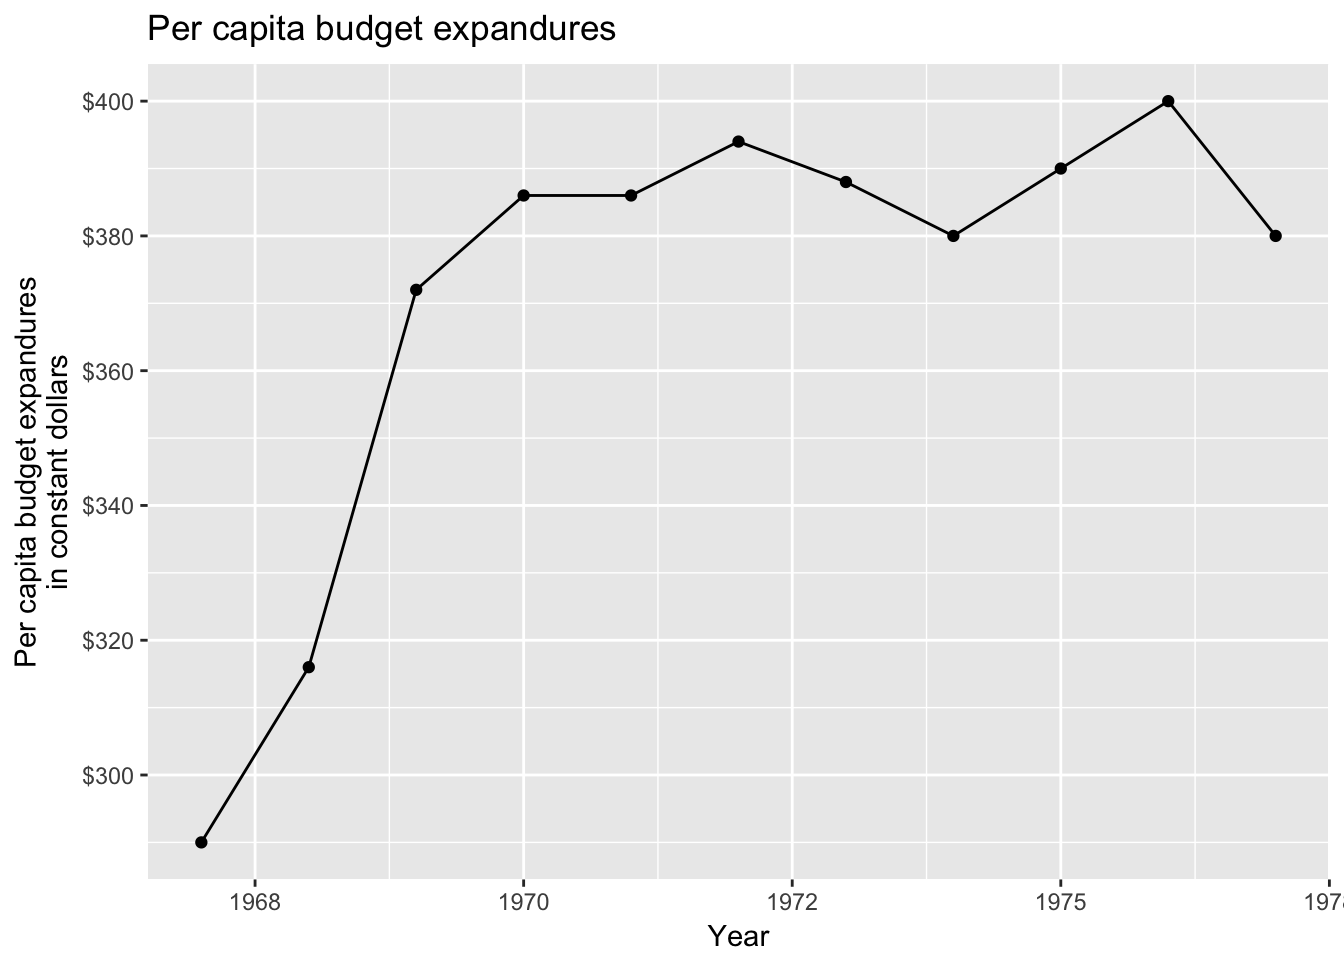 Per capita budget expandures
$400
$380
$360
$340
$320
$300
Per capita budget expandures
in constant dollars
1968 1970 1972 1975
Year